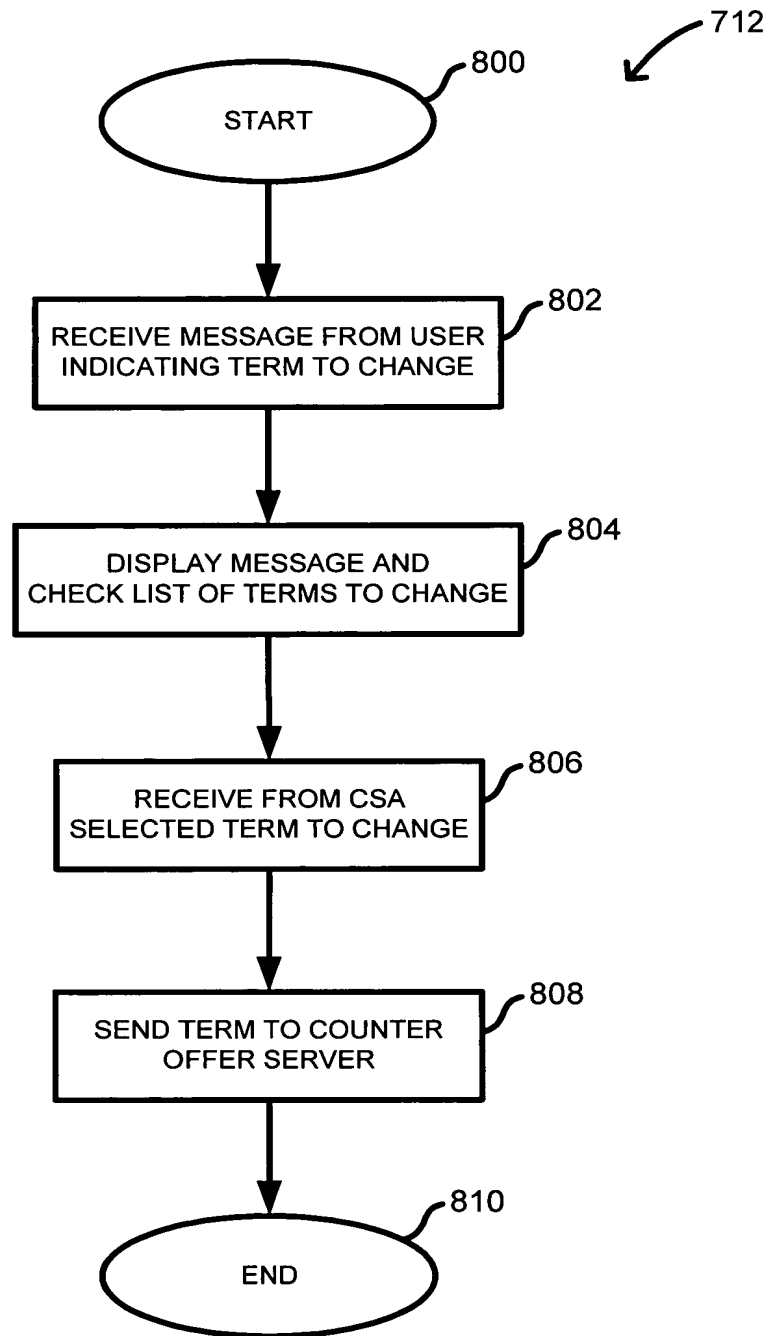 712
800
START
802
RECEIVE MESSAGE FROM USER
INDICATING TERM TO CHANGE
804
DISPLAY MESSAGE AND
CHECK LIST OF TERMS TO CHANGE
806
RECEIVE FROM CSA
SELECTED TERM TO CHANGE
808
SEND TERM TO COUNTER
OFFER SERVER
810
END